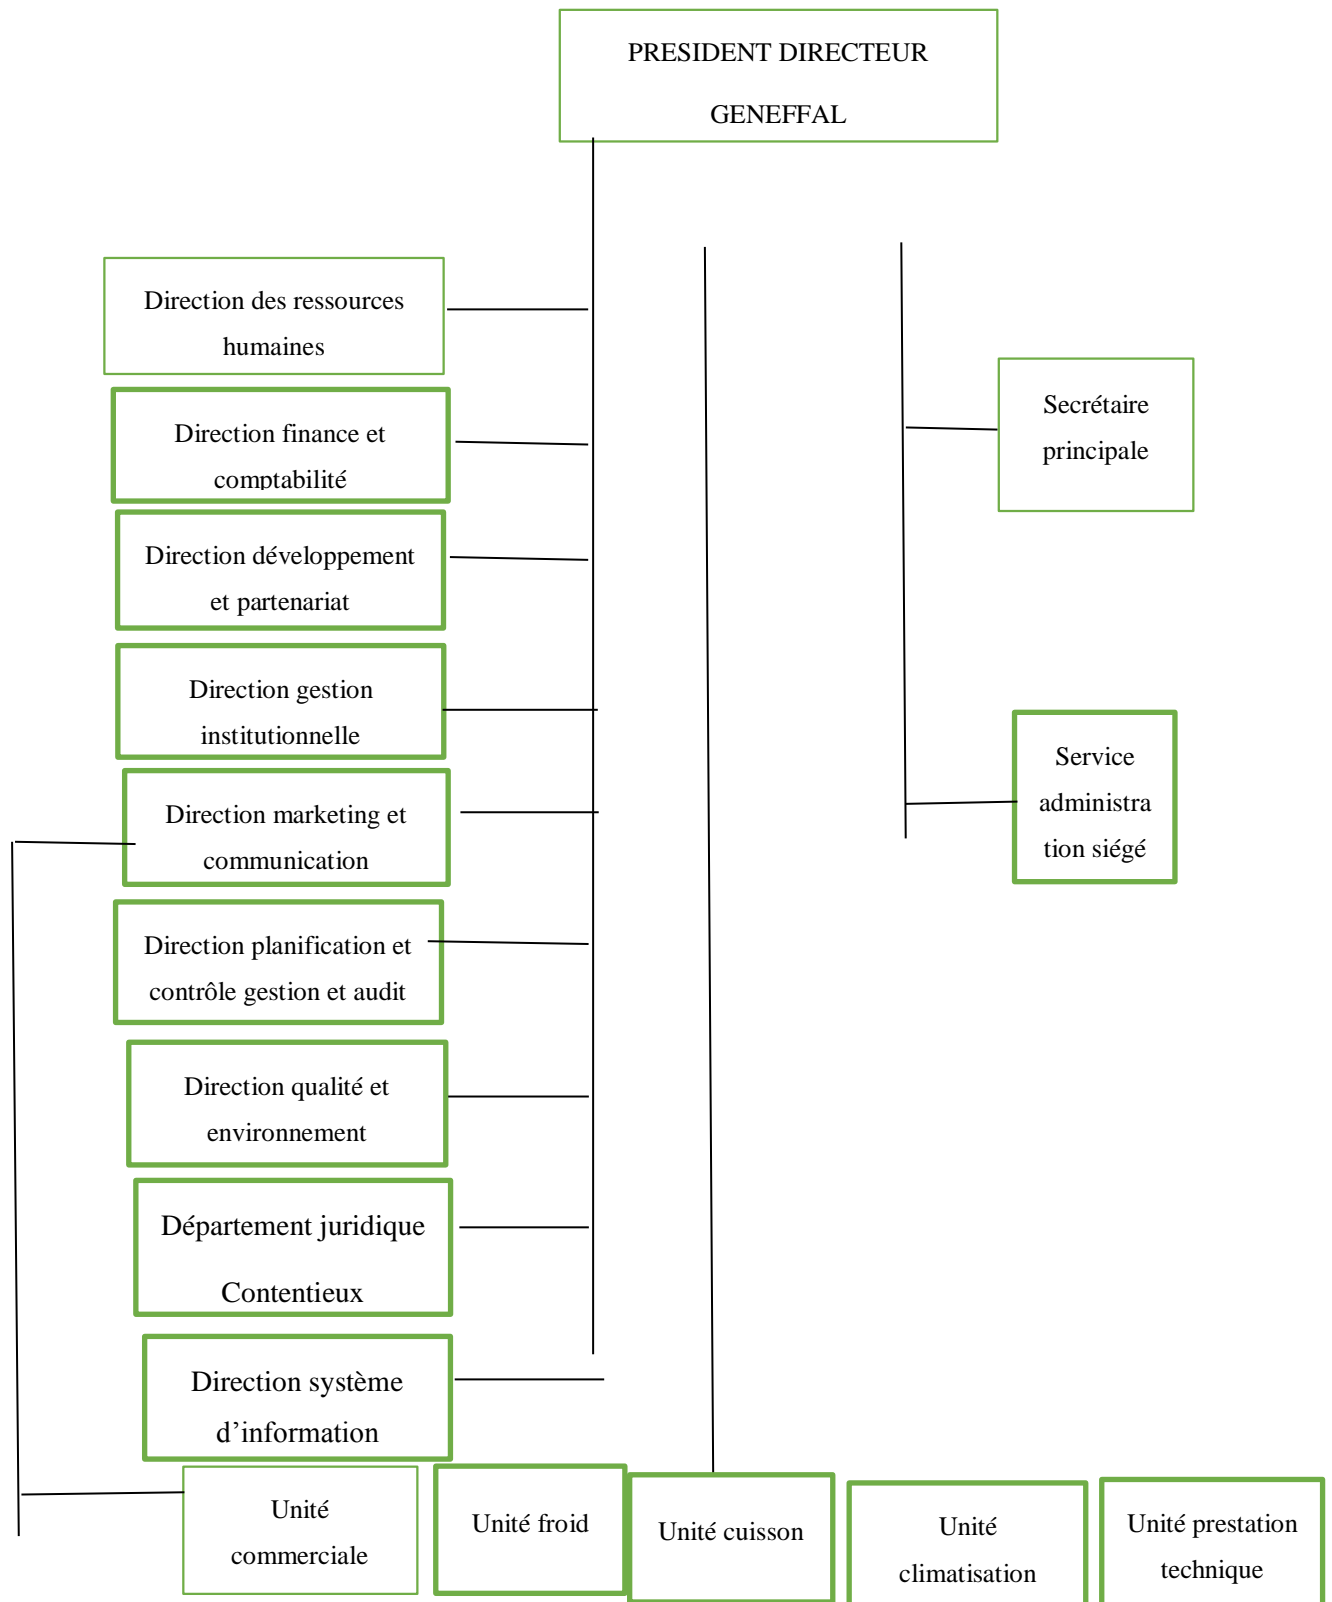 PRESIDENT DIRECTEUR
GENEFFAL
Direction des ressources
humaines
Direction finance et
comptabilité
Direction développement
et partenariat
Direction gestion
institutionnelle
Direction marketing et
communication
Direction planification et
contrôle gestion et audit
Direction qualité et
environnement
Département juridique
Contentieux
Direction système
d’information
Secrétaire
principale
Service
administra
tion siégé
Unité
commerciale
Unité froid
Unité cuisson
Unité
climatisation
Unité prestation
technique